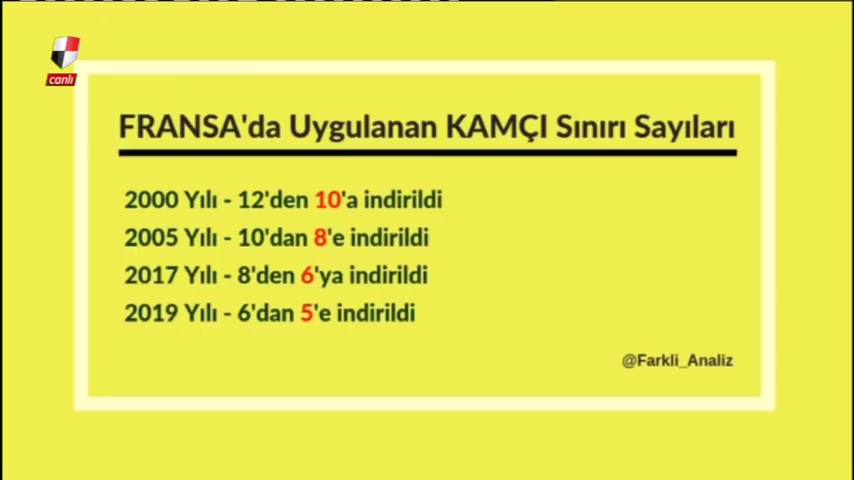 canlı
FRANSA'da Uygulanan KAMÇI Sınırı Sayıları
2000 Yılı - 12'den 10'a indirildi
2005 Yılı - 10'dan 8'e indirildi
2017 Yılı - 8'den 6'ya indirildi
2019 Yılı - 6'dan 5'e indirildi
@Farkli_Analiz